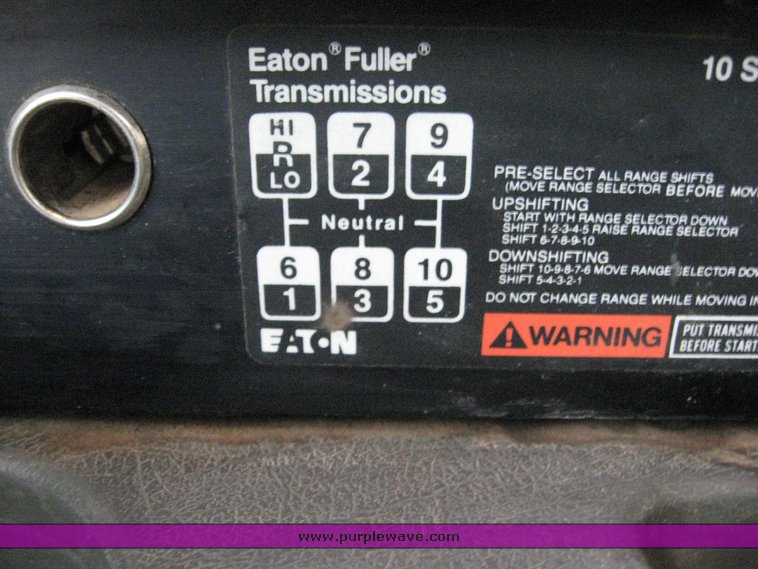 Eaton® Fuller®
Transmissions
10 S
HI 7 9
R
LO 2 4
Neutral
6 8 10
1 3 5
EATON
PRE-SELECT ALL RANGE SHIFTS
(MOVE RANGE SELECTOR BEFORE MOV
UPSHIFTING
START WITH RANGE SELECTOR DOWN
SHIFT 1-2-3-4-5 RAISE RANGE SELECTOR
SHIFT 6-7-8-9-10
DOWNSHIFTING
SHIFT 10-9-8-7-6 MOVE RANGE SELECTOR DOW
SHIFT 5-4-3-2-1
DO NOT CHANGE RANGE WHILE MOVING IN
WARNING
PUT TRANSMIS
BEFORE START
www.purplewave.com